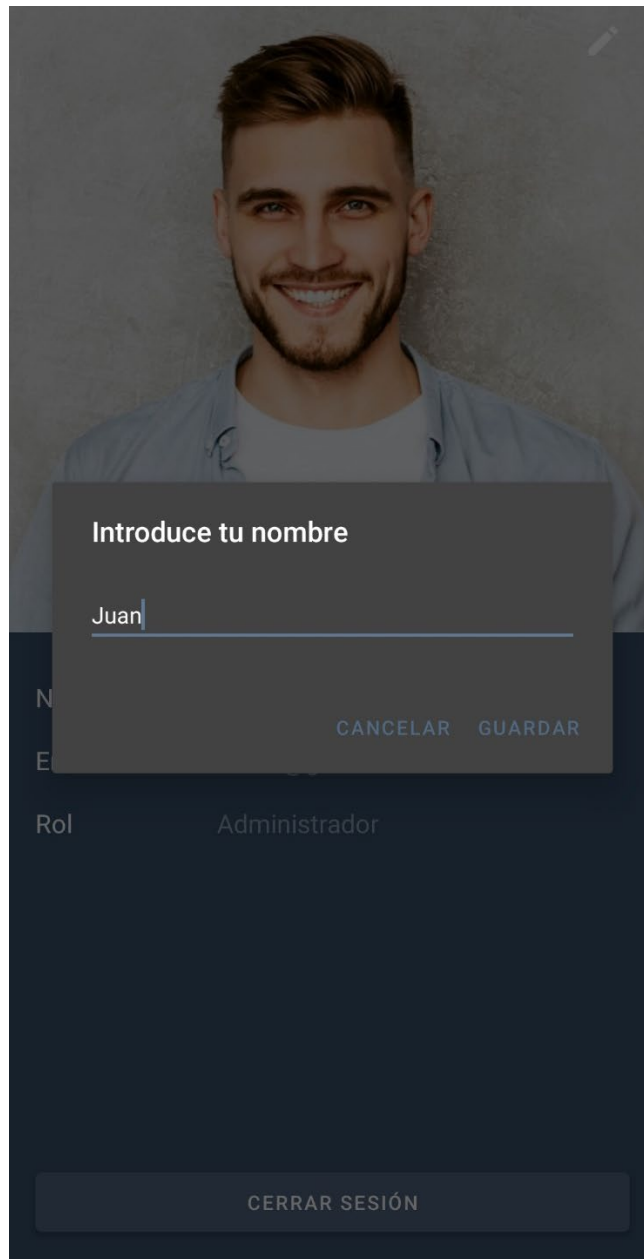 Introduce tu nombre
Juan
CANCELAR GUARDAR
Rol Administrador
CERRAR SESIÓN